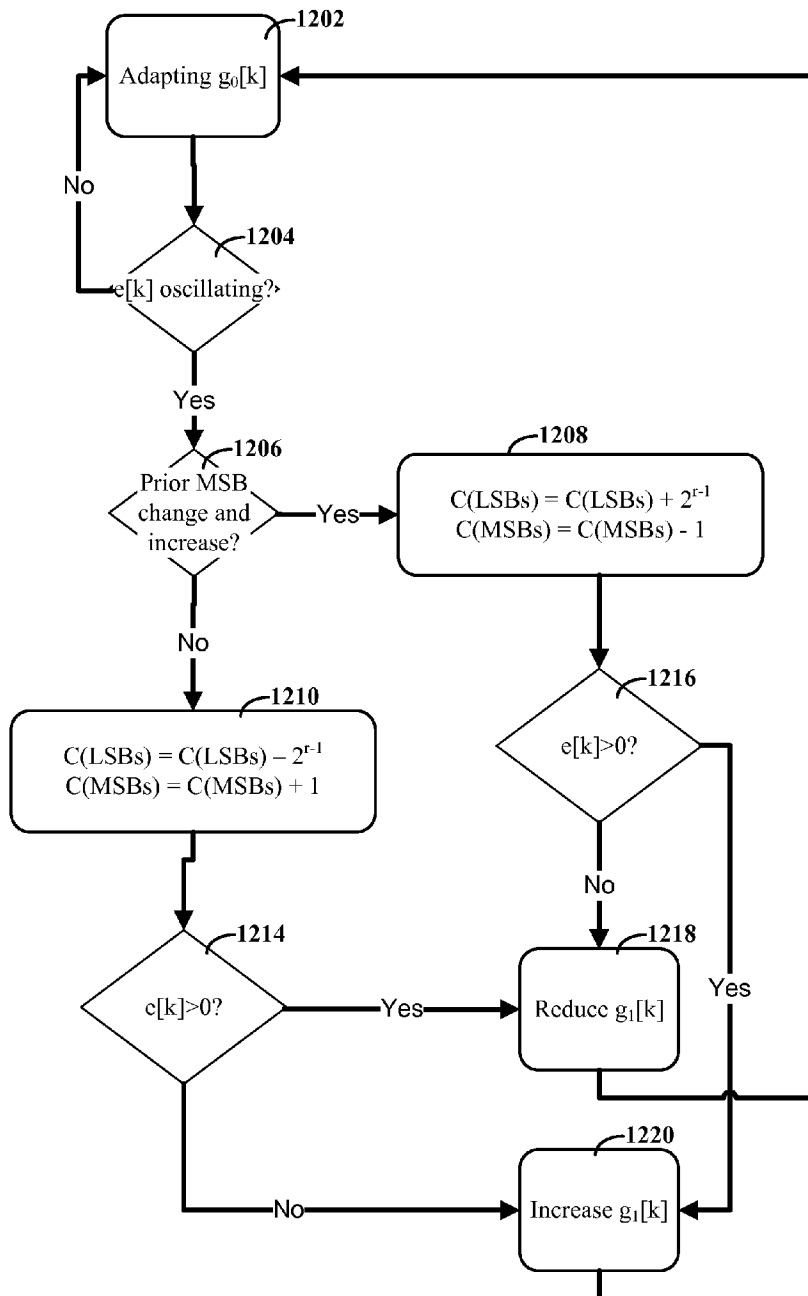 1202
Adapting g₀[k]
No
1204
e[k] oscillating?
Yes
1206
Prior MSB
change and
increase?
Yes
1208
C(LSBs) = C(LSBs) + 2ʳ⁻¹
C(MSBs) = C(MSBs) - 1
No
1210
C(LSBs) = C(LSBs) – 2ʳ⁻¹
C(MSBs) = C(MSBs) + 1
1216
e[k]>0?
No
1214
e[k]>0?
Yes
1218
Reduce g₁[k]
Yes
1220
No
Increase g₁[k]